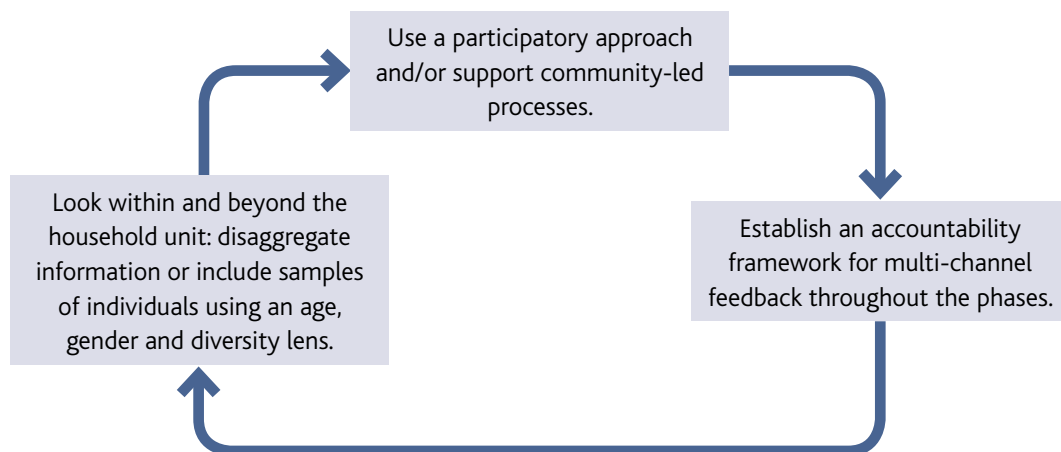 Use a participatory approach
and/or support community-led
processes.
Establish an accountability
framework for multi-channel
feedback throughout the phases.
Look within and beyond the
household unit: disaggregate
information or include samples
of individuals using an age,
gender and diversity lens.